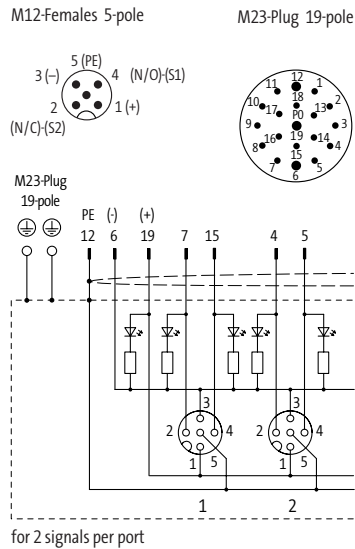 M12-Females 5-pole
M23-Plug 19-pole
5 (PE)
3 (–)
4 (N/O)-(S1)
2
1 (+)
(N/C)-(S2)
12
11
1
18
10
17
P0
13
2
9
3
16
19
14
8
4
15
7
6
5
M23-Plug
19-pole
PE (-) (+)
12 6 19 7 15 4 5
3 3
2 4 2 4
1 5 1 5
1 2
for 2 signals per port